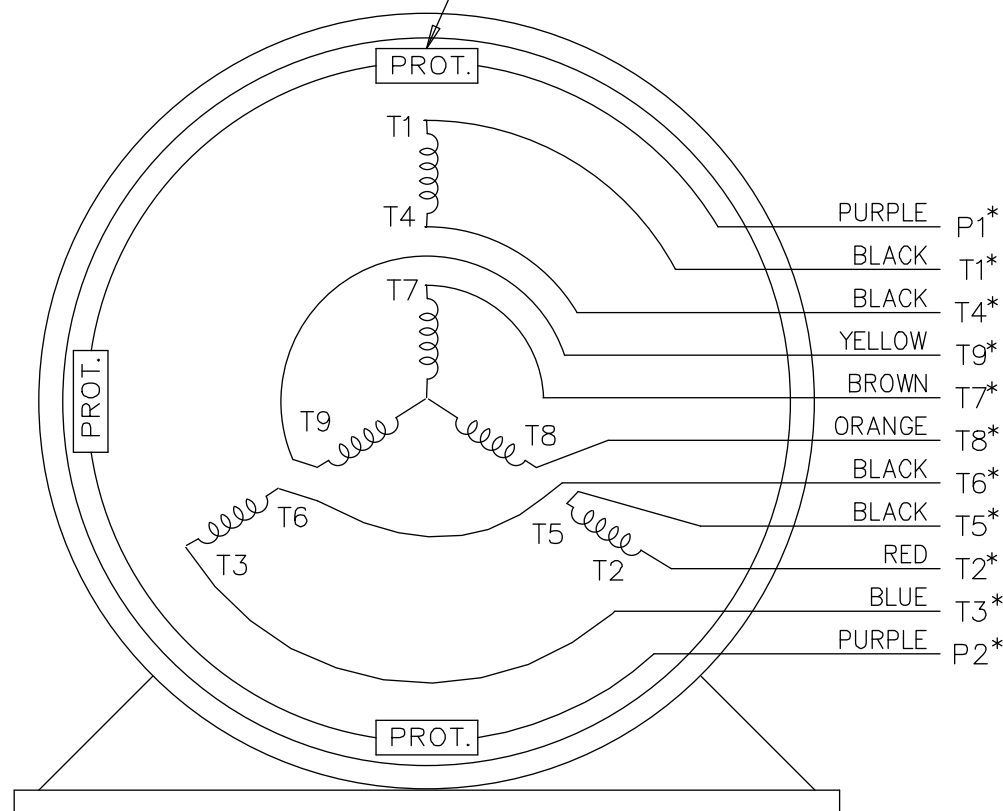 PROT.
T1
T4
PURPLE P1*
BLACK T1*
T7
BLACK T4*
YELLOW T9*
PROT.
BROWN T7*
T9
T8
ORANGE T8*
BLACK T6*
T6
T5
BLACK T5*
T3
T2
RED T2*
BLUE T3*
PURPLE P2*
PROT.